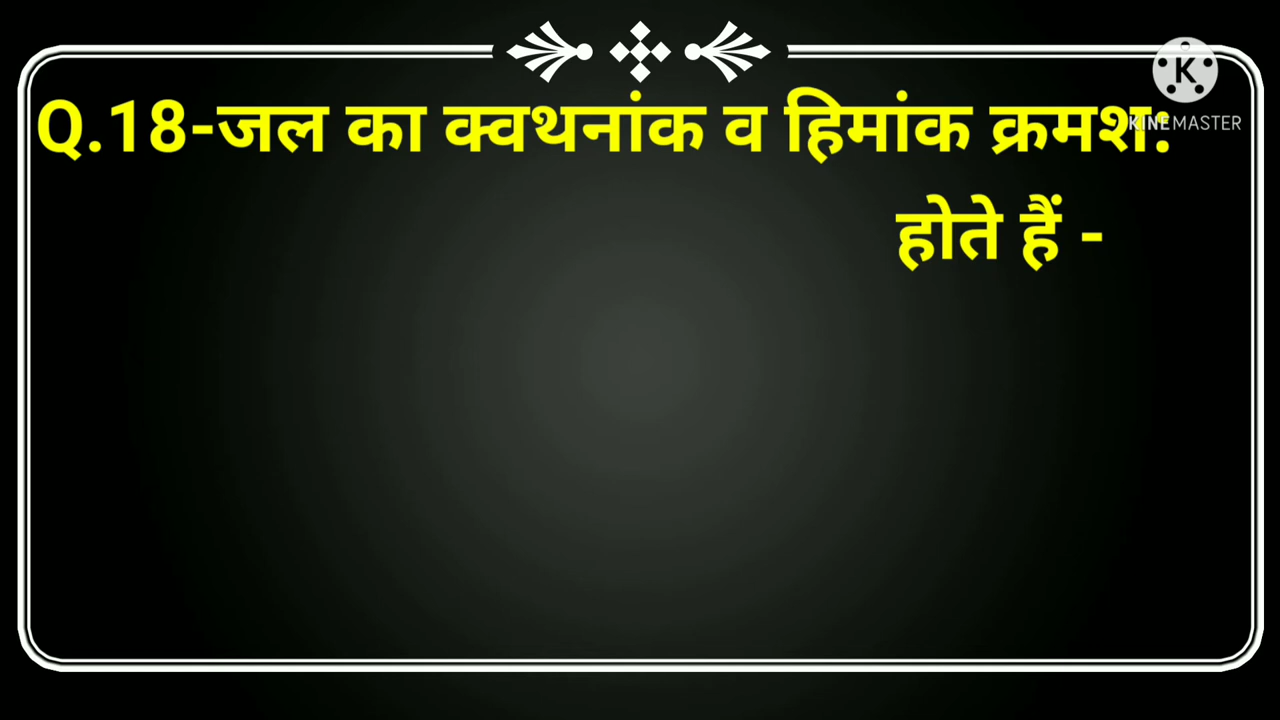 Q.18-जल का क्वथनांक व हिमांक क्रमश:
होते हैं -
K
KINEMASTER